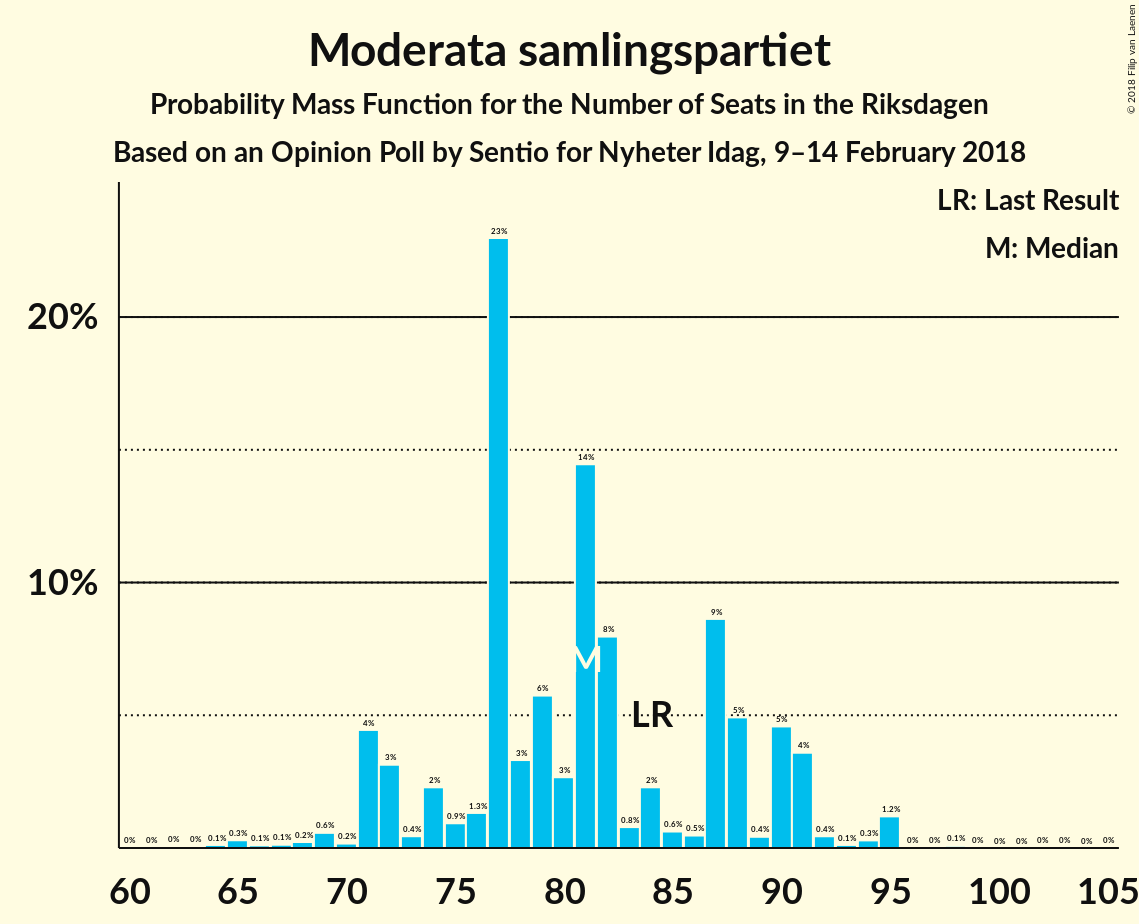 © 2018 Filip van Laenen
Moderata samlingspartiet
Probability Mass Function for the Number of Seats in the Riksdagen
Based on an Opinion Poll by Sentio for Nyheter Idag, 9–14 February 2018
LR: Last Result
M: Median
20%
10%
0% 0% 0% 0% 0.1% 0.3% 0.1% 0.1% 0.2% 0.6% 0.2% 4% 3% 0.4% 2% 0.9% 1.3% 23% 3% 6% 3% 14% 8% 0.8% 2% 0.6% 0.5% 9% 5% 0.4% 5% 4% 0.4% 0.1% 0.3% 1.2% 0% 0% 0.1% 0% 0% 0% 0% 0% 0% 0%
M
LR
60 65 70 75 80 85 90 95 100 105